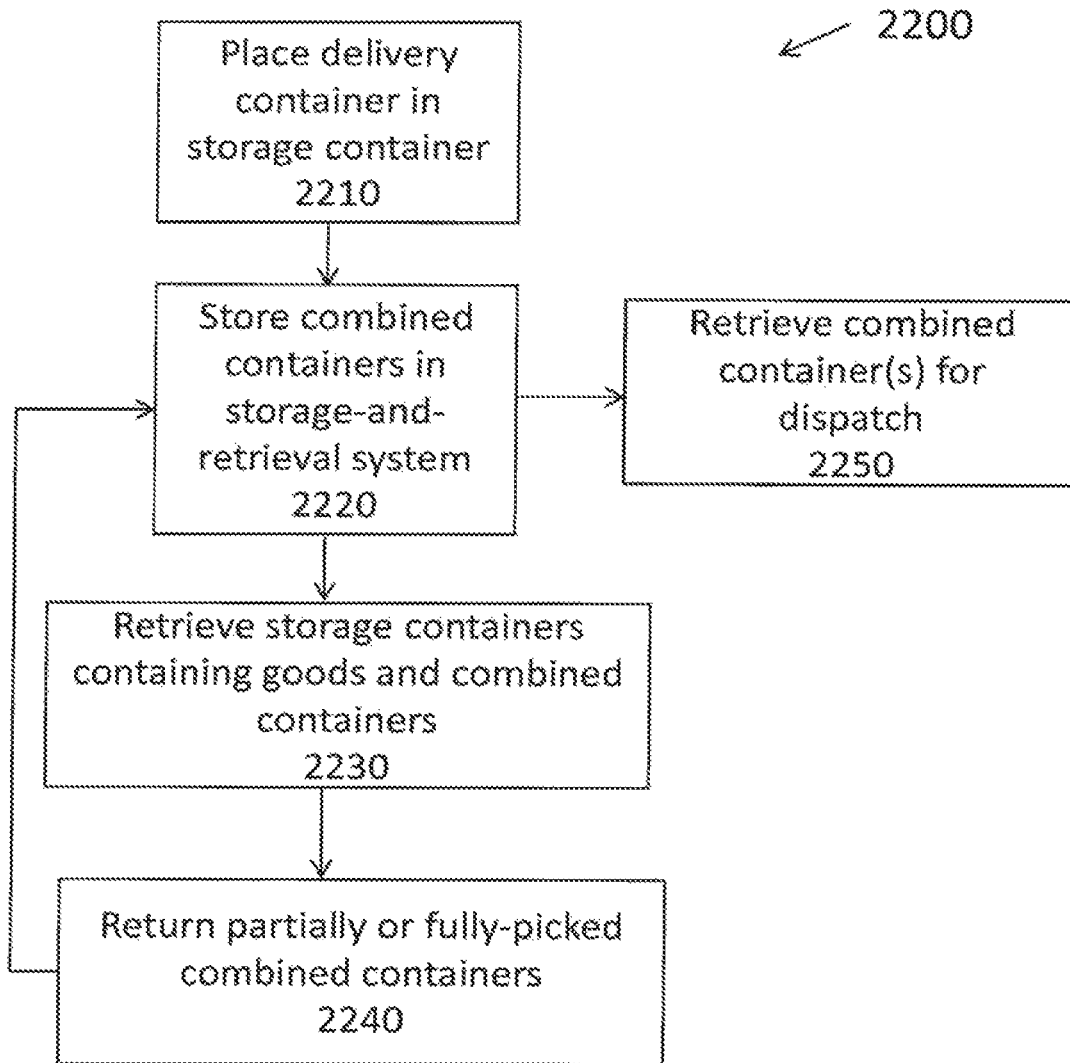 2200
Place delivery
container in
storage container
2210
Store combined
containers in
storage-and-
retrieval system
2220
Retrieve combined
container(s) for
dispatch
2250
Retrieve storage containers
containing goods and combined
containers
2230
Return partially or fully-picked
combined containers
2240